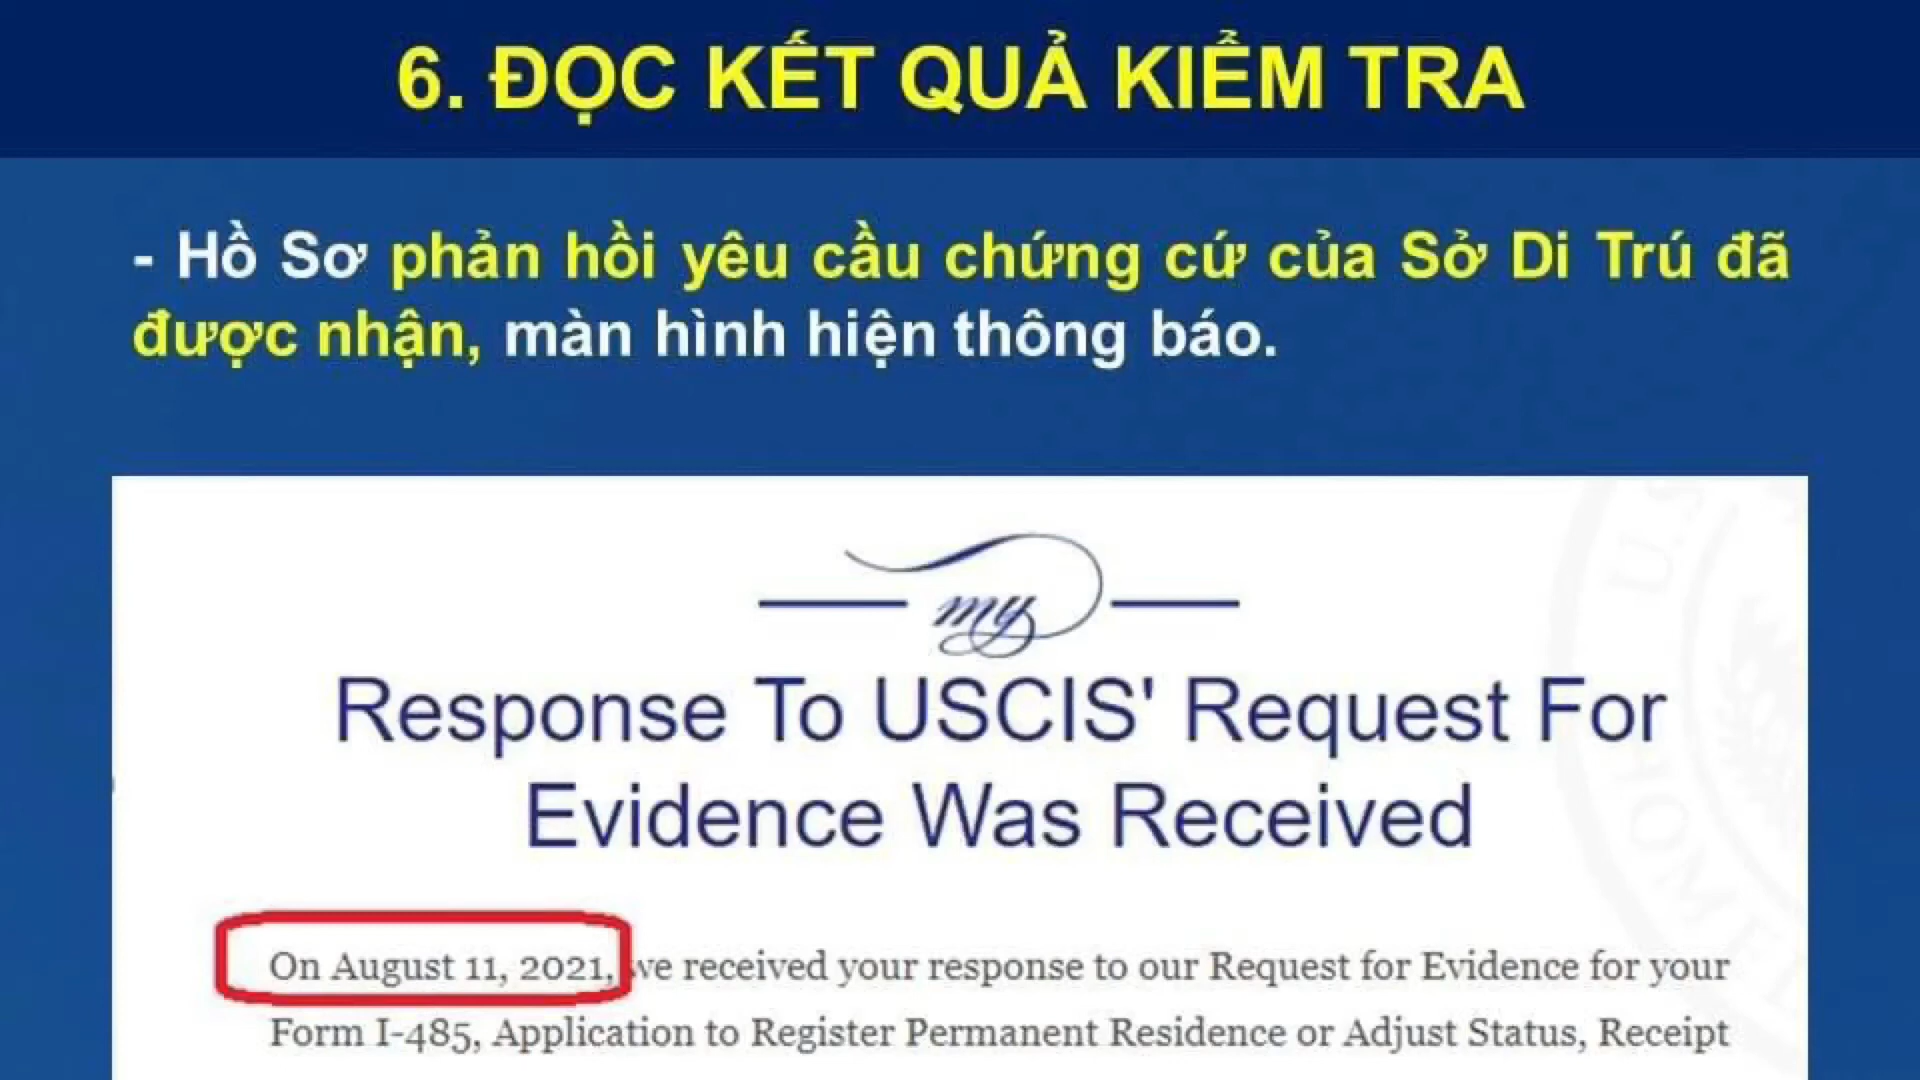 6. ĐỌC KẾT QUẢ KIỂM TRA
- Hồ Sơ phản hồi yêu cầu chứng cứ của Sở Di Trú đã
được nhận, màn hình hiện thông báo.
my
Response To USCIS' Request For
Evidence Was Received
On August 11, 2021, we received your response to our Request for Evidence for your
Form I-485, Application to Register Permanent Residence or Adjust Status, Receipt